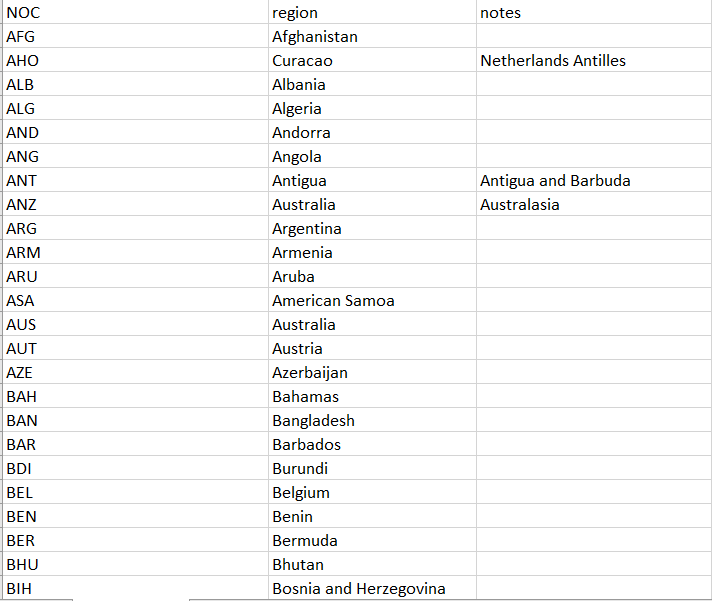 NOC region notes
AFG Afghanistan
AHO Curacao Netherlands Antilles
ALB Albania
ALG Algeria
AND Andorra
ANG Angola
ANT Antigua Antigua and Barbuda
ANZ Australia Australasia
ARG Argentina
ARM Armenia
ARU Aruba
ASA American Samoa
AUS Australia
AUT Austria
AZE Azerbaijan
BAH Bahamas
BAN Bangladesh
BAR Barbados
BDI Burundi
BEL Belgium
BEN Benin
BER Bermuda
BHU Bhutan
BIH Bosnia and Herzegovina